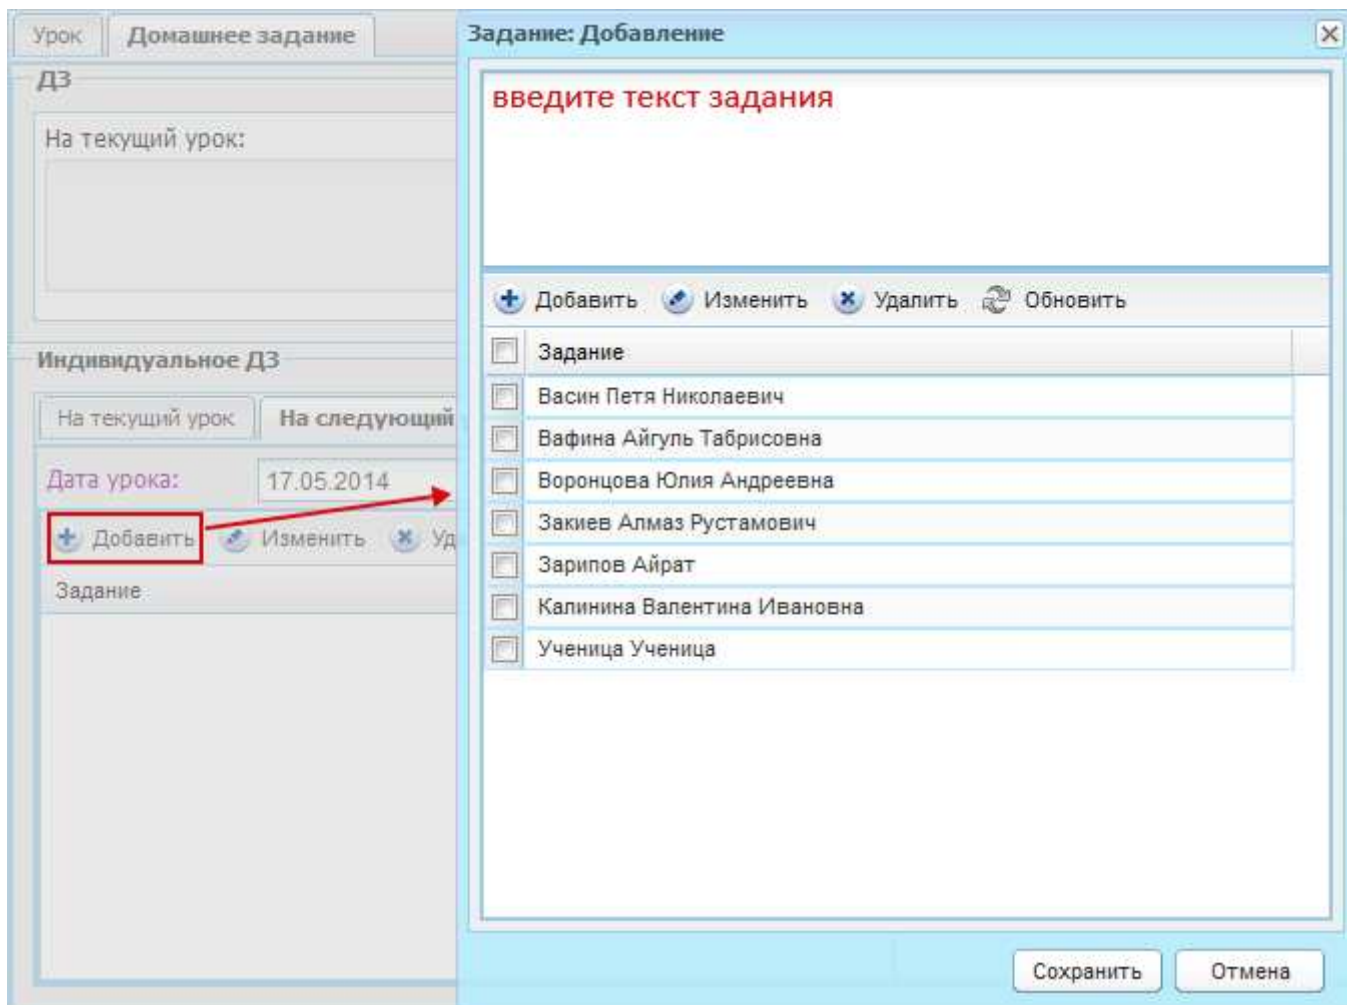 Урок Домашнее задание
ДЗ
На текущий урок:
Индивидуальное ДЗ
На текущий урок На следующий
Дата урока: 17.05.2014
Добавить Изменить Уд
Задание
Задание: Добавление
введите текст задания
Добавить Изменить Удалить Обновить
Задание
Васин Петя Николаевич
Вафина Айгуль Табрисовна
Воронцова Юлия Андреевна
Закиев Алмаз Рустамович
Зарипов Айрат
Калинина Валентина Ивановна
Ученица Ученица
Сохранить Отмена